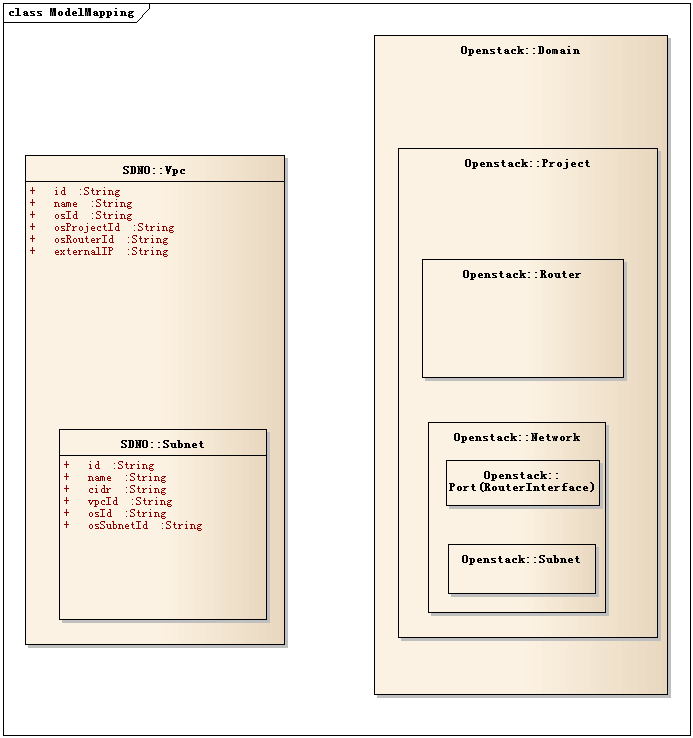 class ModelMapping
SDNO::Vpc
+ id :String
+ name :String
+ osId :String
+ osProjectId :String
+ osRouterId :String
+ externalIP :String
SDNO::Subnet
+ id :String
+ name :String
+ cidr :String
+ vpcId :String
+ osId :String
+ osSubnetId :String
Openstack::Domain
Openstack::Project
Openstack::Router
Openstack::Network
Openstack::
Port(RouterInterface)
Openstack::Subnet